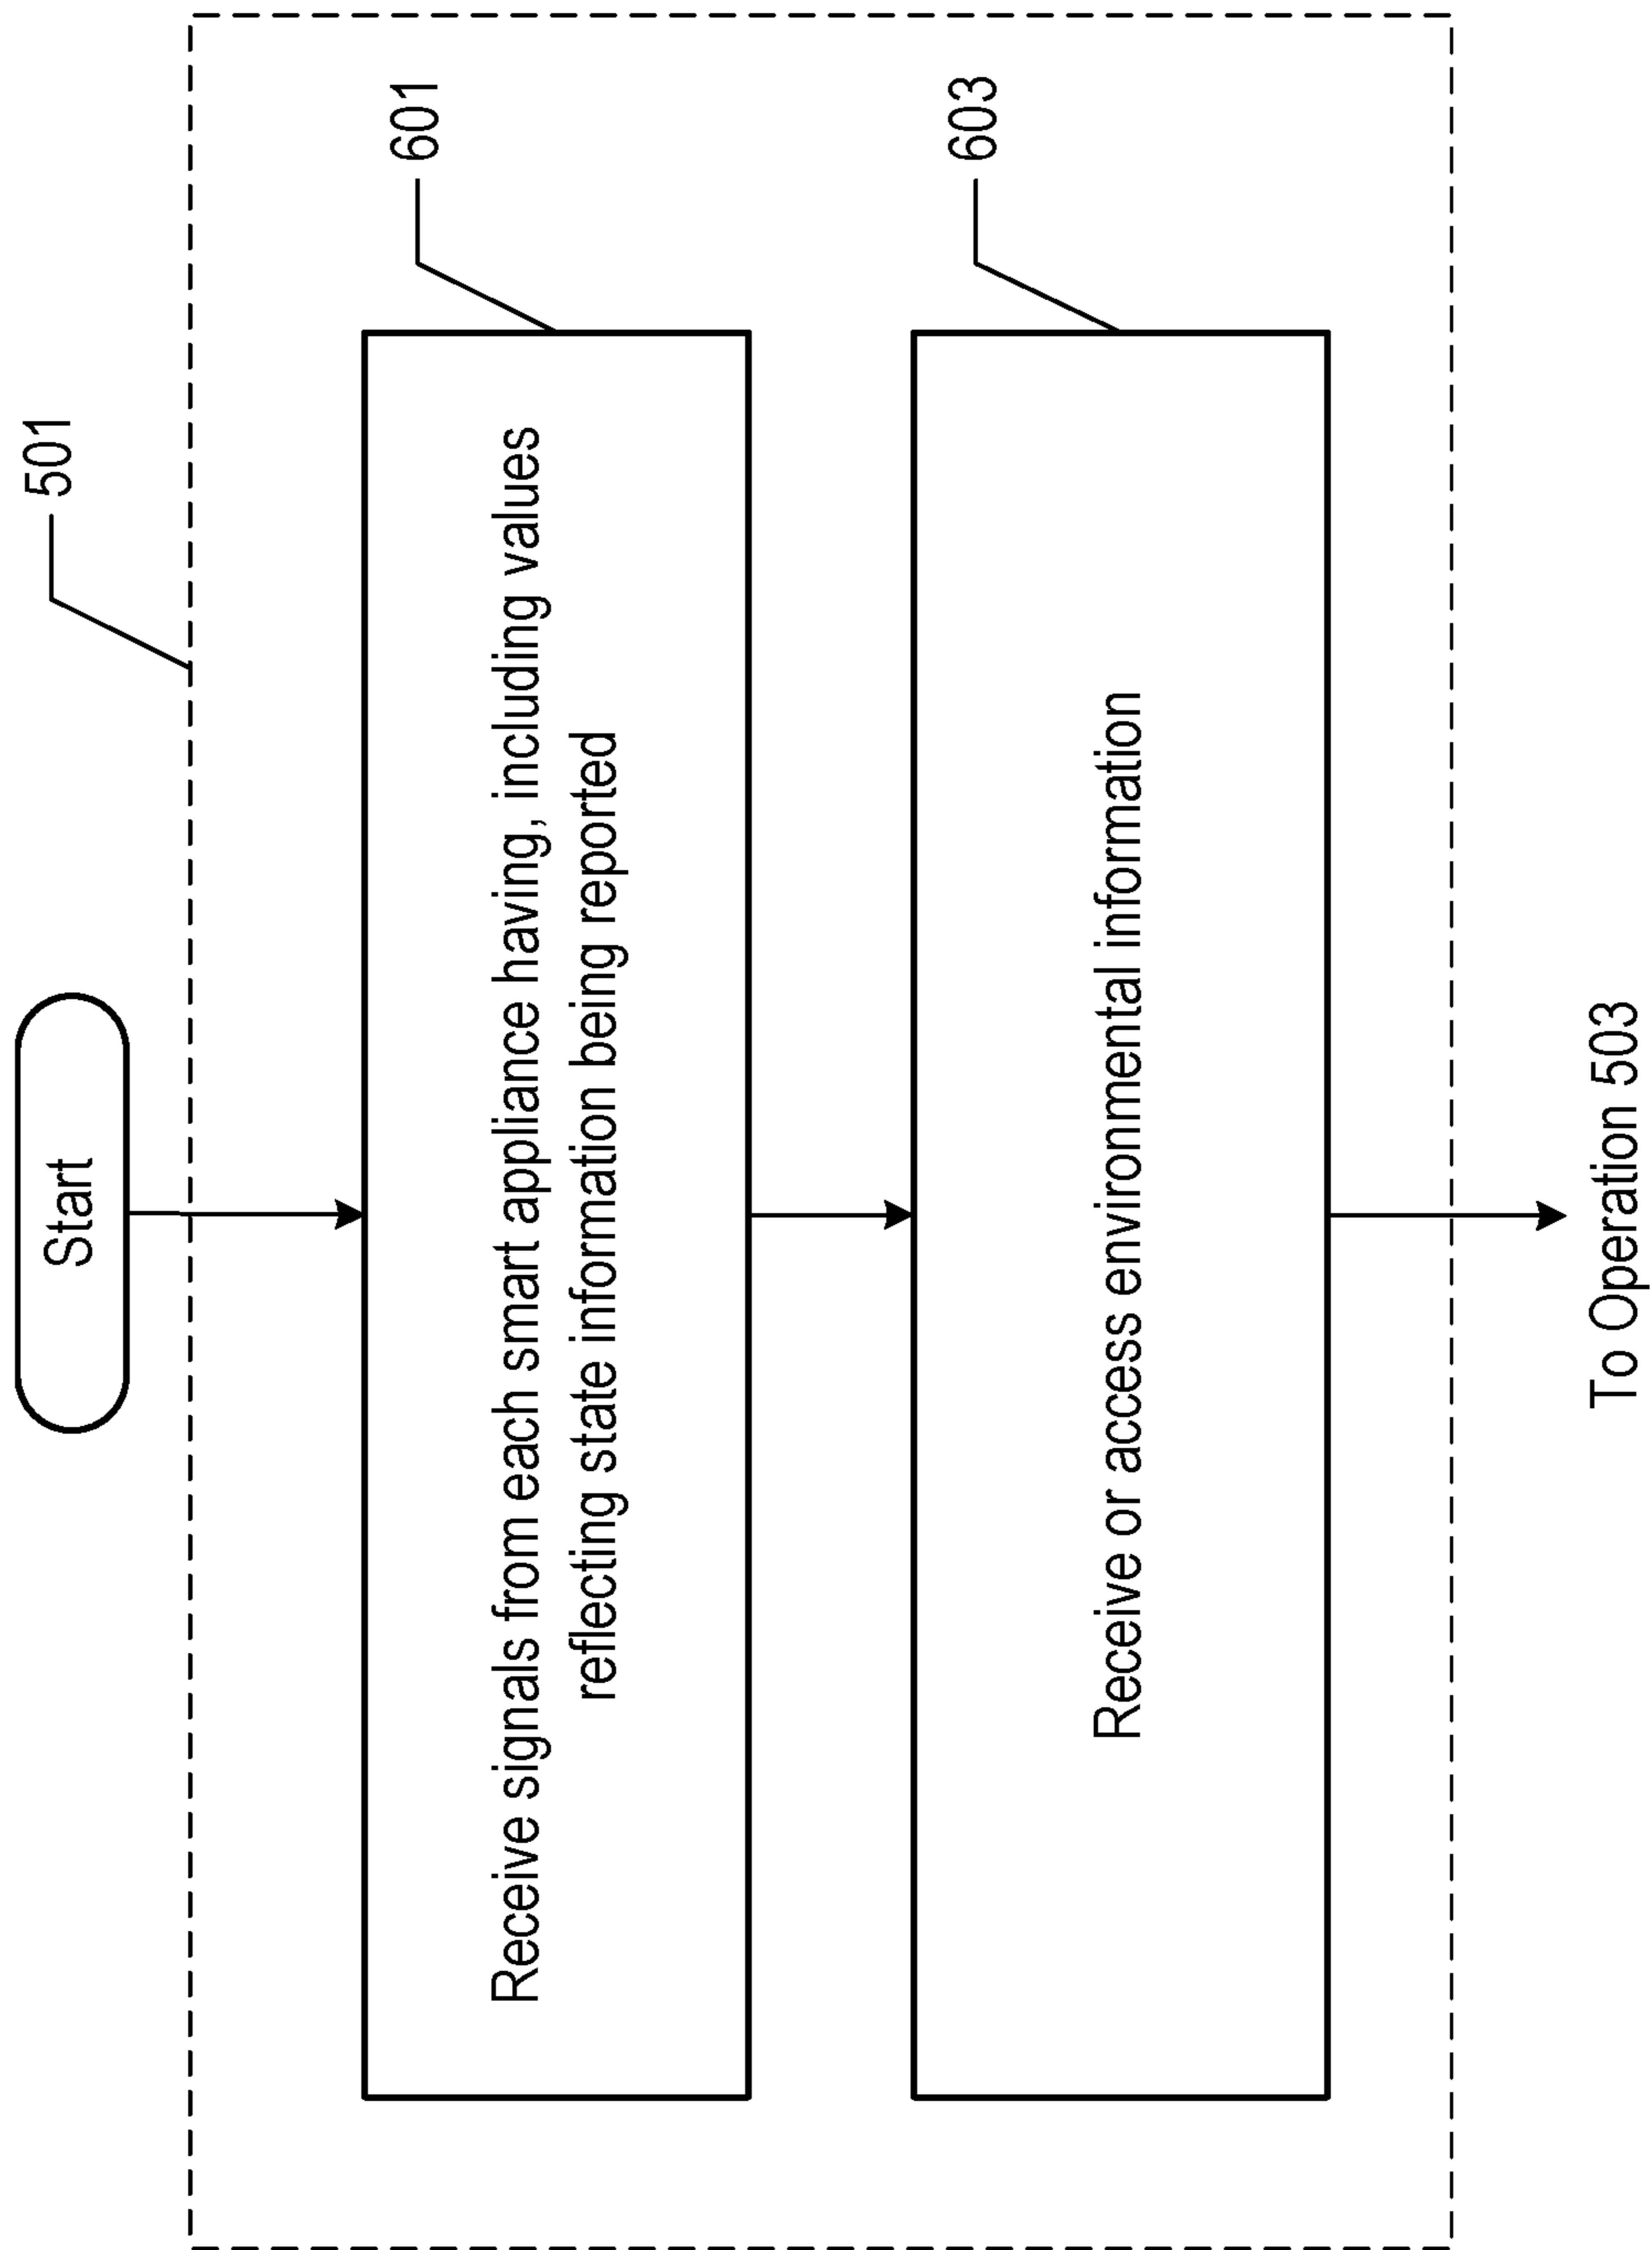 Start
501
601
Receive signals from each smart appliance having, including values
reflecting state information being reported
603
Receive or access environmental information
To Operation 503